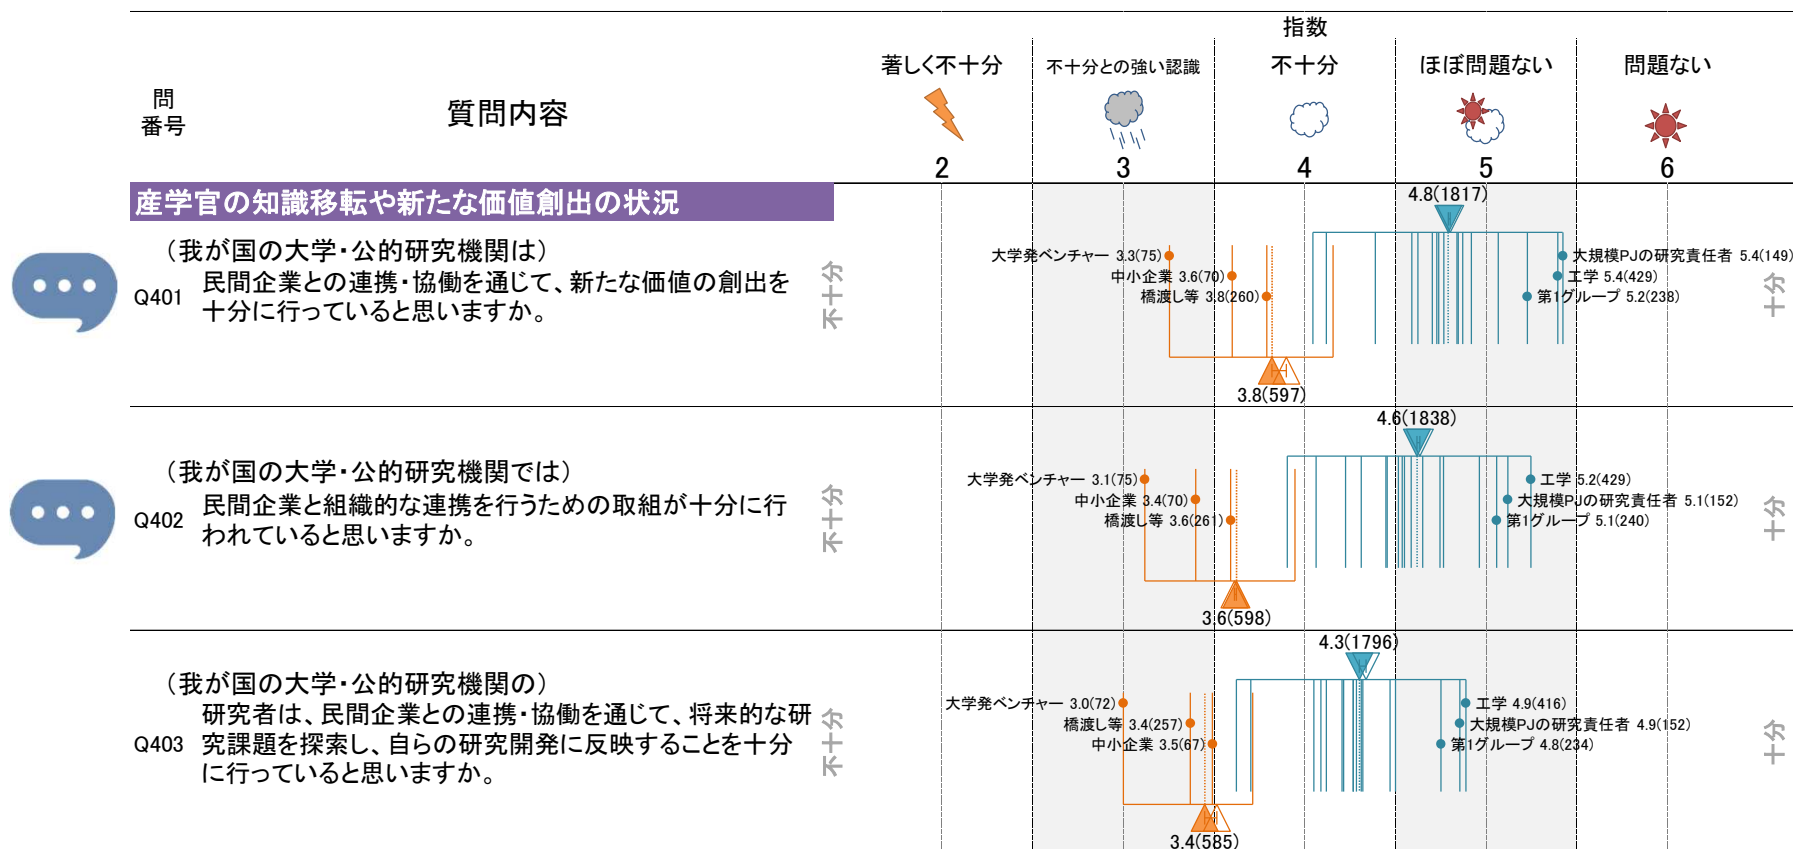 指数
著しく不十分
不十分との強い認識
不十分
ほぼ問題ない
問題ない
問
番号
質問内容
2
3
4
5
6
産学官の知識移転や新たな価値創出の状況
4.8(1817)
(我が国の大学・公的研究機関は)
Q401
民間企業との連携・協働を通じて、新たな価値の創出を
十分に行っていると思いますか。
不十分
大学発ベンチャー 3.3(75)
中小企業 3.6(70)
橋渡し等 3.8(260)
大規模PJの研究責任者 5.4(149)
工学 5.4(429)
第1グループ 5.2(238)
十分
3.8(597)
4.6(1838)
(我が国の大学・公的研究機関では)
Q402
民間企業と組織的な連携を行うための取組が十分に行
われていると思いますか。
不十分
大学発ベンチャー 3.1(75)
中小企業 3.4(70)
橋渡し等 3.6(261)
工学 5.2(429)
大規模PJの研究責任者 5.1(152)
第1グループ 5.1(240)
十分
3.6(598)
4.3(1796)
(我が国の大学・公的研究機関の)
Q403
研究者は、民間企業との連携・協働を通じて、将来的な研
究課題を探索し、自らの研究開発に反映することを十分
に行っていると思いますか。
不十分
大学発ベンチャー 3.0(72)
橋渡し等 3.4(257)
中小企業 3.5(67)
工学 4.9(416)
大規模PJの研究責任者 4.9(152)
第1グループ 4.8(234)
十分
3.4(585)